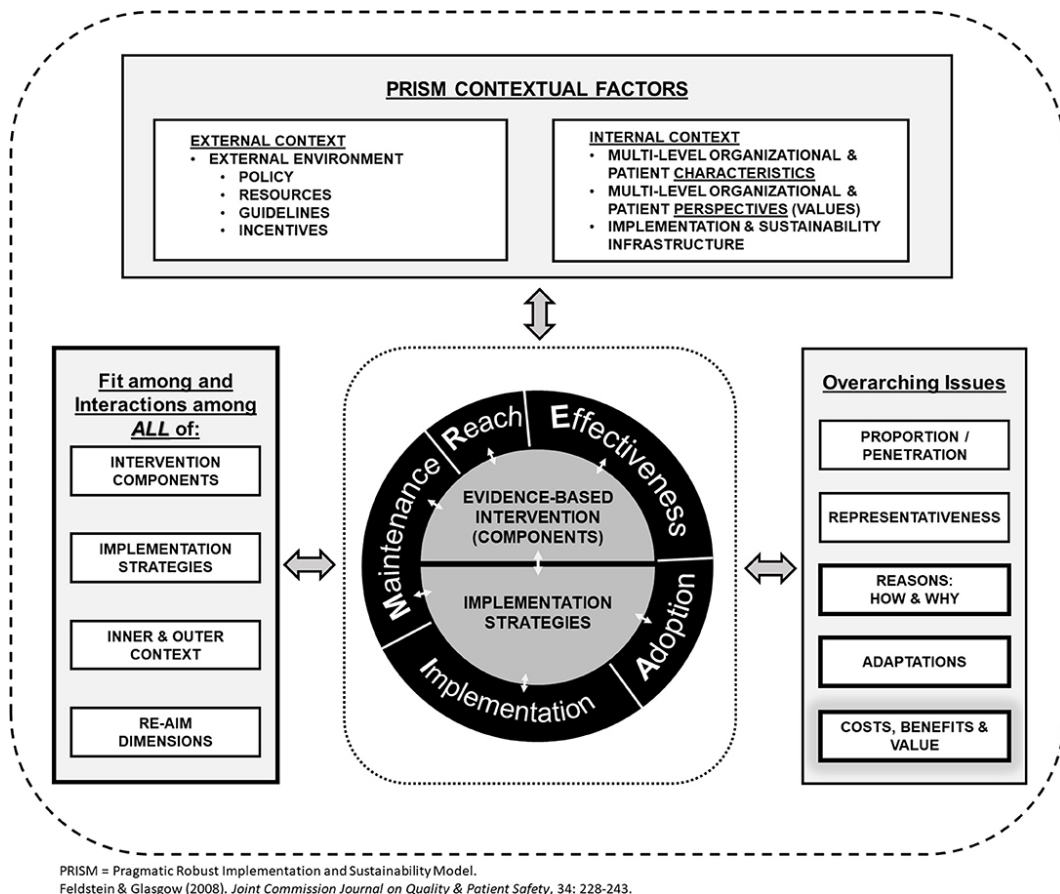 PRISM CONTEXTUAL FACTORS
EXTERNAL CONTEXT
• EXTERNAL ENVIRONMENT
• POLICY
• RESOURCES
• GUIDELINES
• INCENTIVES
INTERNAL CONTEXT
• MULTI-LEVEL ORGANIZATIONAL &
PATIENT CHARACTERISTICS
• MULTI-LEVEL ORGANIZATIONAL &
PATIENT PERSPECTIVES (VALUES)
• IMPLEMENTATION & SUSTAINABILITY
INFRASTRUCTURE
Fit among and
Interactions among
ALL of:
INTERVENTION
COMPONENTS
IMPLEMENTATION
STRATEGIES
INNER & OUTER
CONTEXT
RE-AIM
DIMENSIONS
Reach
Effectiveness
Adoption
Implementation
Maintenance
EVIDENCE-BASED
INTERVENTION
(COMPONENTS)
IMPLEMENTATION
STRATEGIES
Overarching Issues
PROPORTION /
PENETRATION
REPRESENTATIVENESS
REASONS:
HOW & WHY
ADAPTATIONS
COSTS, BENEFITS &
VALUE
PRISM = Pragmatic Robust Implementation and Sustainability Model.
Feldstein & Glasgow (2008). Joint Commission Journal on Quality & Patient Safety, 34: 228-243.